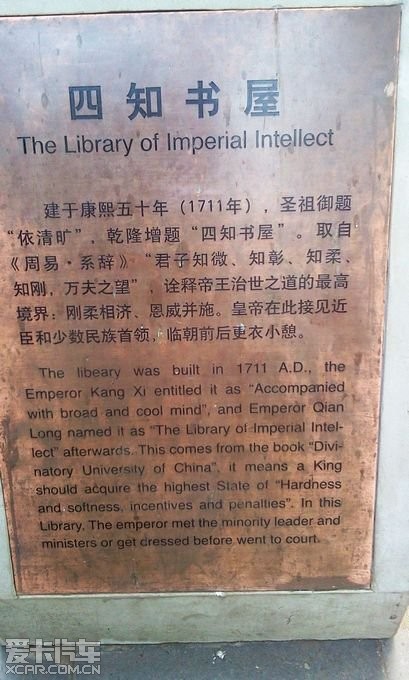 四知书屋
The Library of Imperial Intellect
建于康熙五十年（1711年），圣祖御题
“依清旷”，乾隆增题“四知书屋”。取自
《周易·系辞》“君子知微、知彰、知柔、
知刚，万夫之望”，诠释帝王治世之道的最高
境界：刚柔相济、恩威并施。皇帝在此接见近
臣和少数民族首领，临朝前后更衣小憩。
The libeary was built in 1711 A.D., the
Emperor Kang Xi entitled it as “Accompanied
with broad and cool mind”, and Emperor Qian
Long named it as “The Library of Imperial Intel-
lect” afterwards. This comes from the book “Divi-
natory University of China”, it means a King
should acquire the highest State of “Hardness
and softness, incentives and penalties”. In this
Library, The emperor met the minority leader and
ministers or get cressed before went to court.
爱卡汽车
XCAR.COM.CN